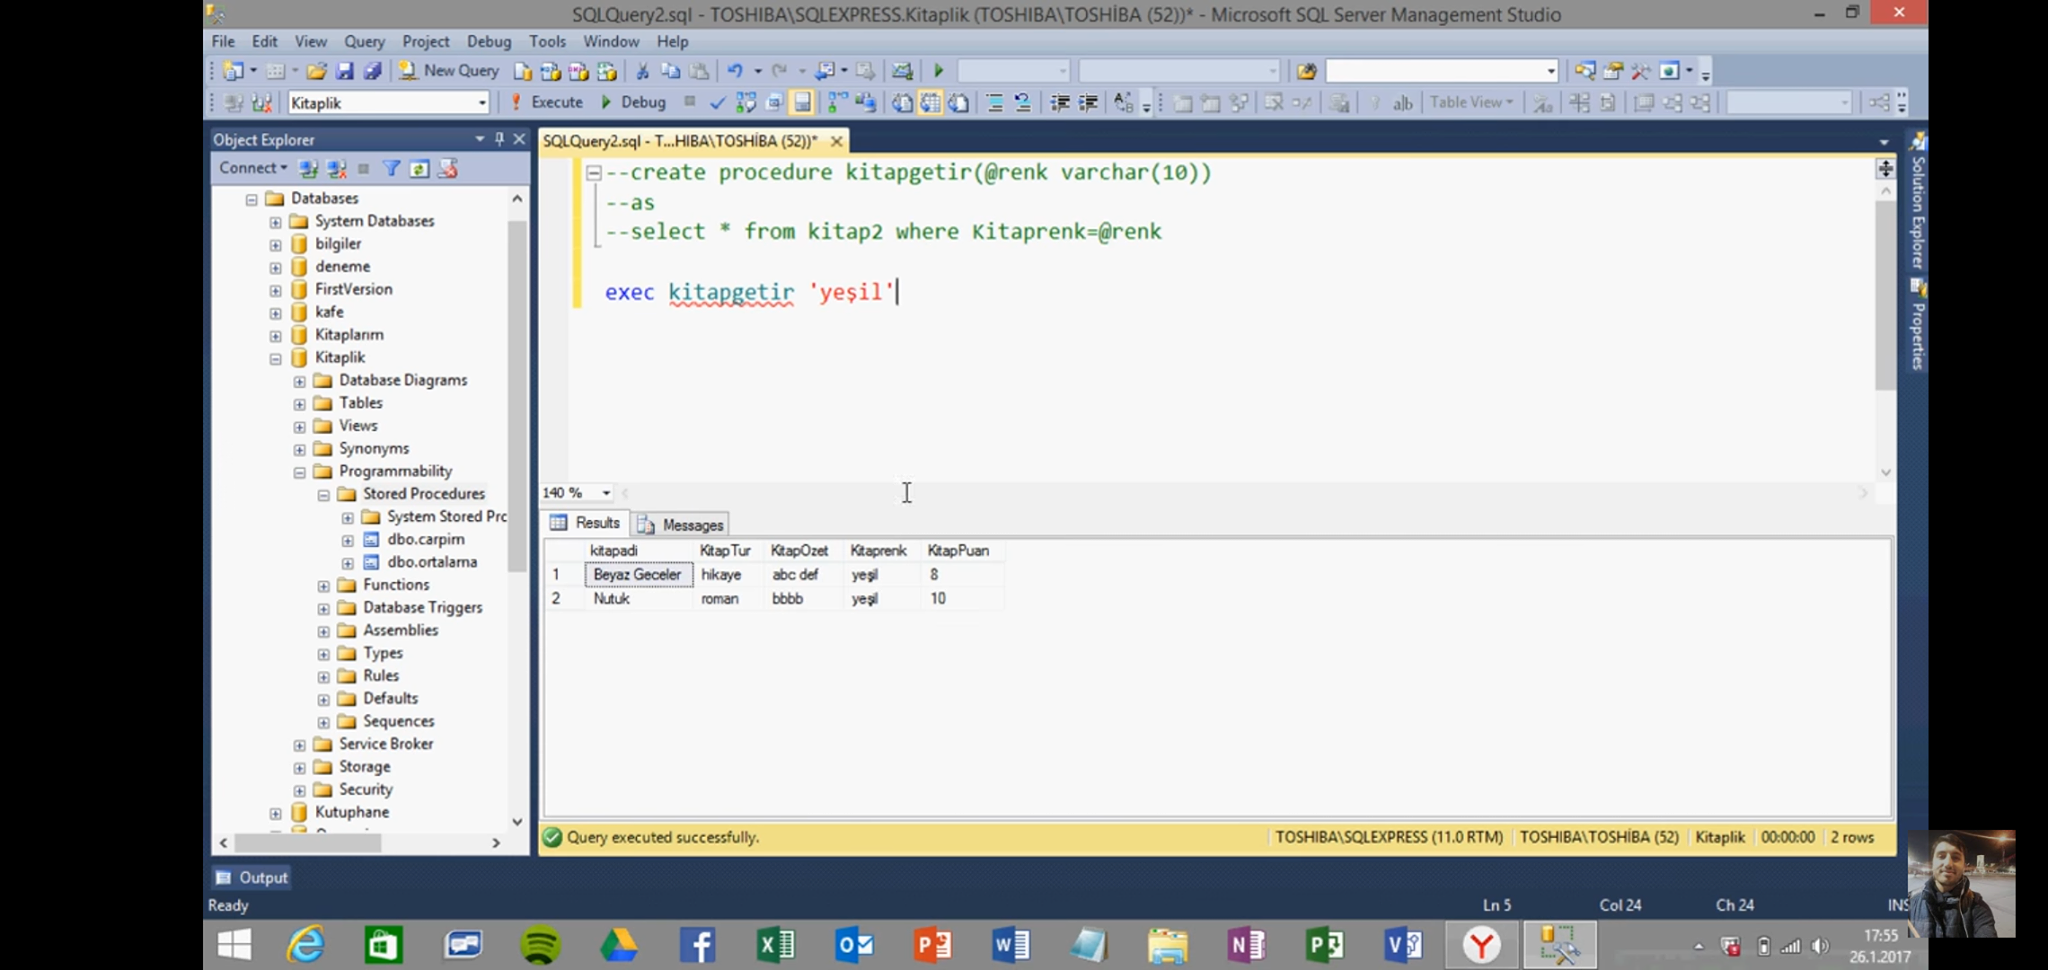 SQLQuery2.sql - TOSHIBA\SQLEXPRESS.Kitaplik (TOSHIBA\TOSHİBA (52))* - Microsoft SQL Server Management Studio
File Edit View Query Project Debug Tools Window Help
New Query
Kitaplik Execute Debug Table View
Object Explorer
Connect
Databases
System Databases
bilgiler
deneme
FirstVersion
kafe
Kitaplarım
Kitaplik
Database Diagrams
Tables
Views
Synonyms
Programmability
Stored Procedures
System Stored Prc
dbo.carpim
dbo.ortalama
Functions
Database Triggers
Assemblies
Types
Rules
Defaults
Sequences
Service Broker
Storage
Security
Kutuphane
SQLQuery2.sql - T...HIBA\TOSHİBA (52))*
--create procedure kitapgetir(@renk varchar(10))
--as
--select * from kitap2 where Kitaprenk=@renk
exec kitapgetir 'yeşil'
140 %
Results Messages
kitapadi KitapTur KitapOzet Kitaprenk KitapPuan
1 Beyaz Geceler hikaye abc def yeşil 8
2 Nutuk roman bbbb yeşil 10
Query executed successfully. TOSHIBA\SQLEXPRESS (11.0 RTM) TOSHIBA\TOSHİBA (52) Kitaplik 00:00:00 2 rows
Solution Explorer
Properties
Output
Ready Ln 5 Col 24 Ch 24 INS
17:55
26.1.2017